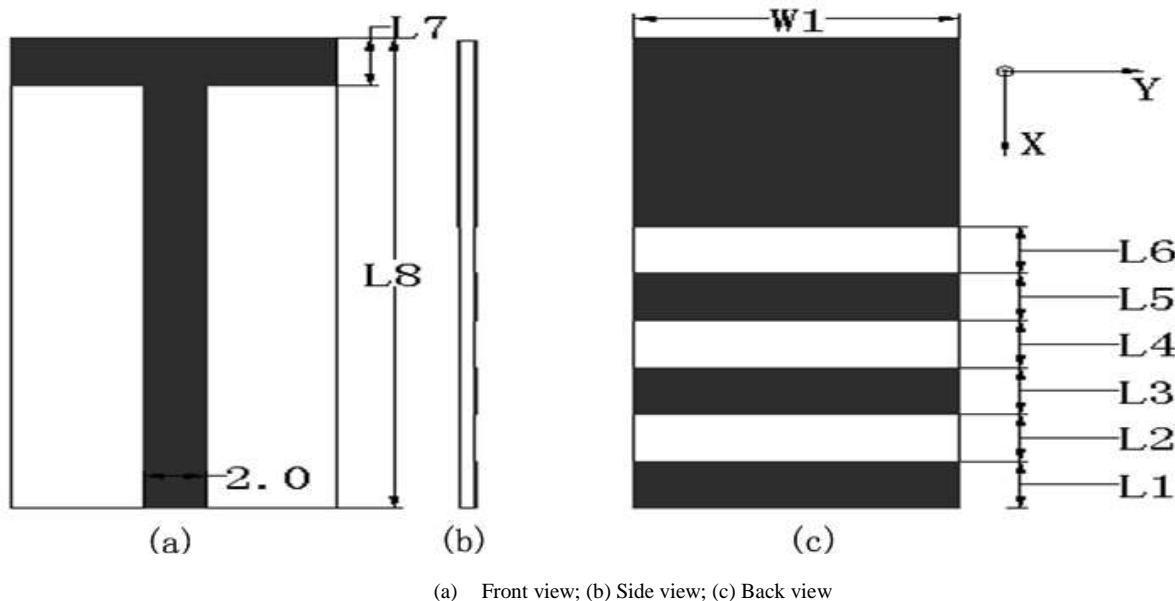 W1
L7
Y
X
L6
L8
L5
L4
L3
L2
2.0
L1
(a)
(b)
(c)
(a) Front view; (b) Side view; (c) Back view